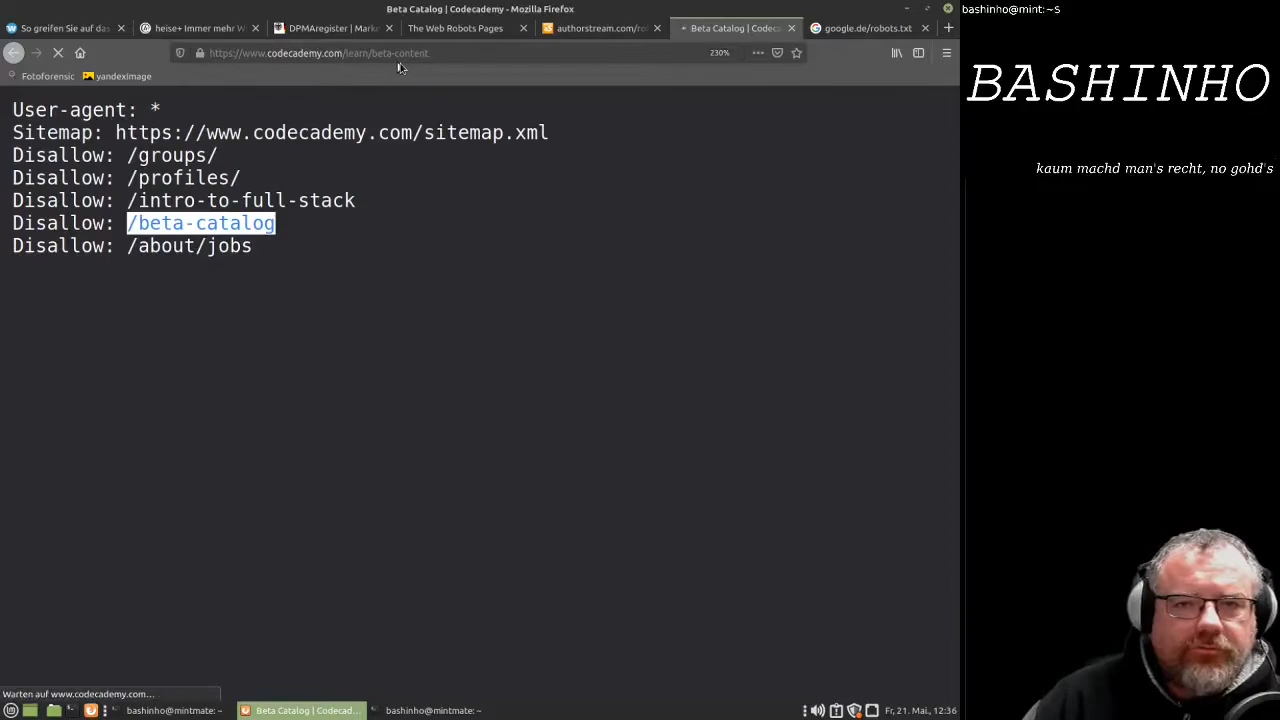 Beta Catalog | Codecademy - Mozilla Firefox
bashinho@mint:~$
So greifen Sie auf das
heise+ Immer mehr W
DPMAregister | Marke
The Web Robots Pages
authorstream.com/ro
Beta Catalog | Codeca
google.de/robots.txt
https://www.codecademy.com/learn/beta-content
230%
Fotoforensic
yandexImage
BASHINHO
kaum machd man's recht, no gohd's
User-agent: *
Sitemap: https://www.codecademy.com/sitemap.xml
Disallow: /groups/
Disallow: /profiles/
Disallow: /intro-to-full-stack
Disallow: /beta-catalog
Disallow: /about/jobs
Warten auf www.codecademy.com…
bashinho@mintmate: ~
Beta Catalog | Codecad...
bashinho@mintmate: ~
Fr, 21. Mai., 12:36